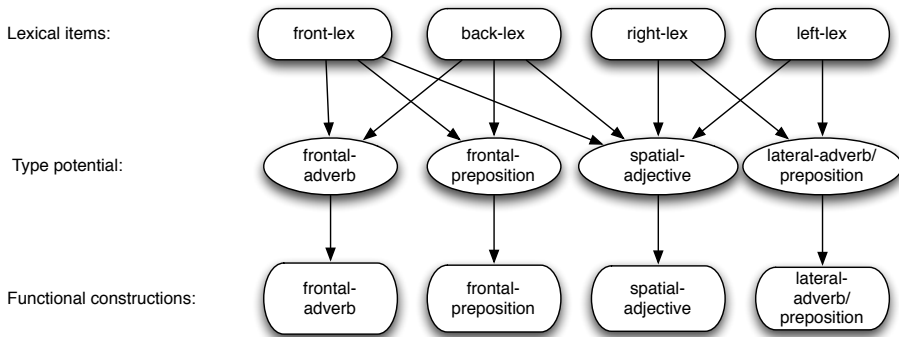 Lexical items:
front-lex
back-lex
right-lex
left-lex
Type potential:
frontal-
adverb
frontal-
preposition
spatial-
adjective
lateral-adverb/
preposition
Functional constructions:
frontal-
adverb
frontal-
preposition
spatial-
adjective
lateral-
adverb/
preposition